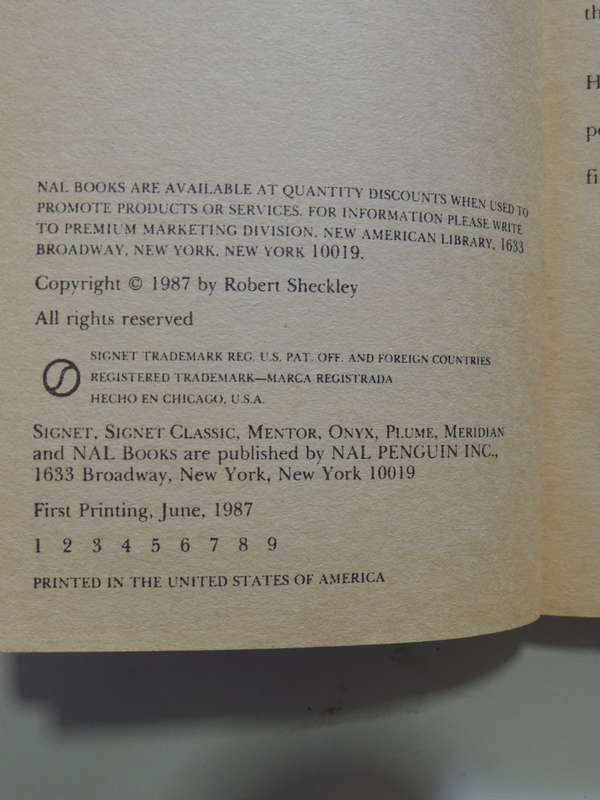 NAL BOOKS ARE AVAILABLE AT QUANTITY DISCOUNTS WHEN USED TO
PROMOTE PRODUCTS OR SERVICES. FOR INFORMATION PLEASE WRITE
TO PREMIUM MARKETING DIVISION. NEW AMERICAN LIBRARY, 1633
BROADWAY, NEW YORK. NEW YORK 10019.
Copyright © 1987 by Robert Sheckley
All rights reserved
SIGNET TRADEMARK REG. U.S. PAT. OFF. AND FOREIGN COUNTRIES
REGISTERED TRADEMARK—MARCA REGISTRADA
HECHO EN CHICAGO, U.S.A.
SIGNET, SIGNET CLASSIC, MENTOR, ONYX, PLUME, MERIDIAN
and NAL BOOKS are published by NAL PENGUIN INC.,
1633 Broadway, New York, New York 10019
First Printing, June, 1987
1 2 3 4 5 6 7 8 9
PRINTED IN THE UNITED STATES OF AMERICA